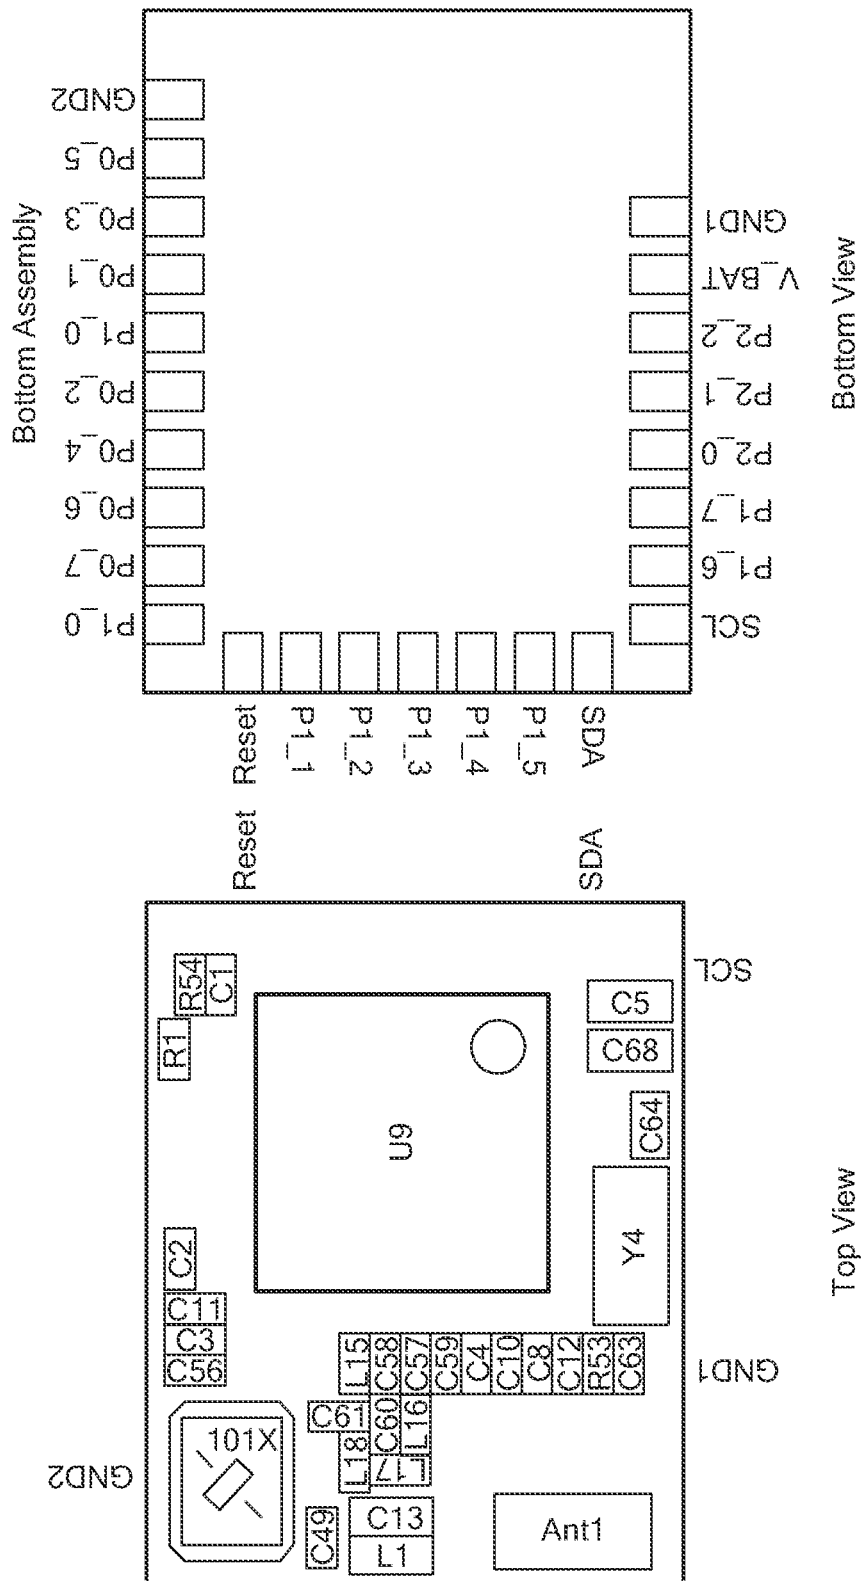 Bottom Assembly
GND2
P0_5
P0_3
P0_1
P1_0
P0_2
P0_4
P0_6
P0_7
P1_0
GND1
V_BAT
P2_2
P2_1
P2_0
P1_7
P1_6
SCL
Bottom View
Reset
P1_1
P1_2
P1_3
P1_4
P1_5
SDA
Reset
SDA
SCL
R54
C1
R1
C5
C68
C64
U9
Y4
Top View
C2
C11
C3
C56
L15
C58
C57
C59
C4
C10
C8
C12
R53
C63
GND1
C61
C60
L16
L18
L17
101X
GND2
C49
C13
L1
Ant1